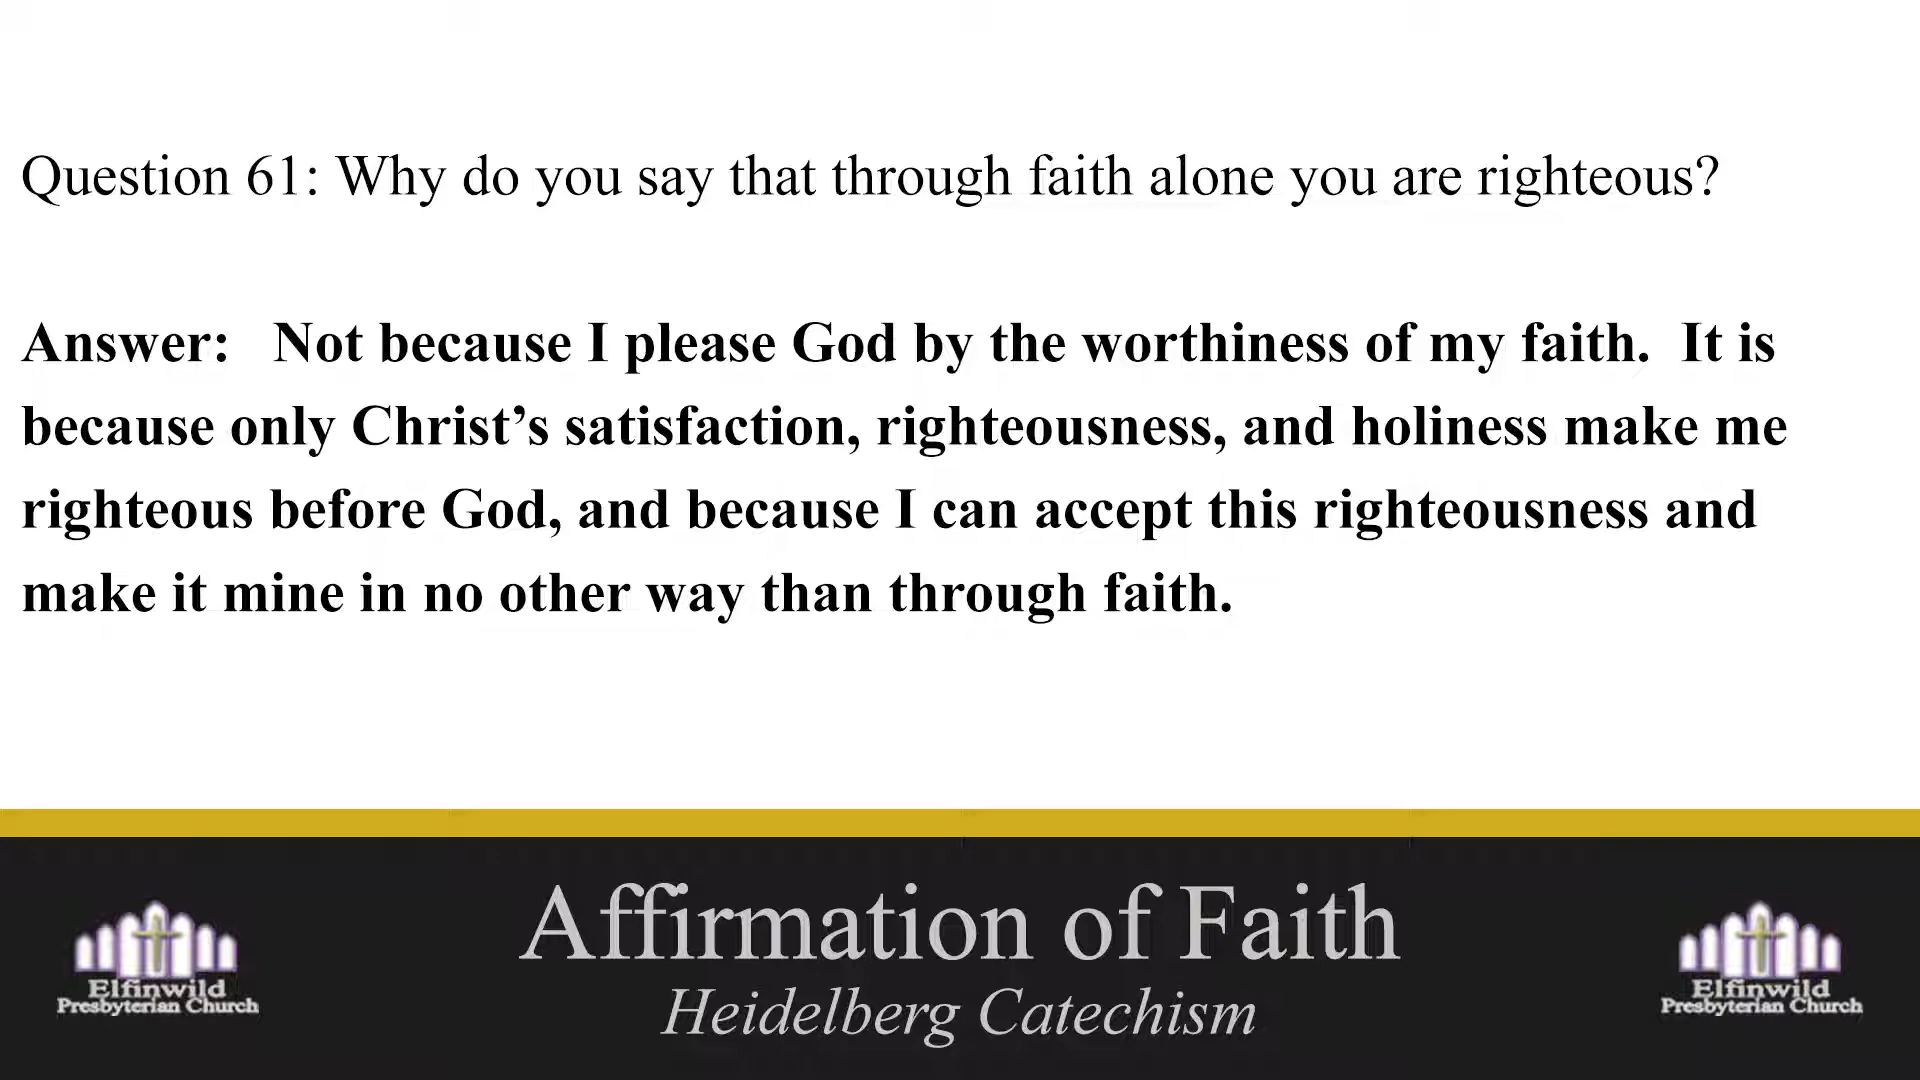 Question 61: Why do you say that through faith alone you are righteous?
Answer:   Not because I please God by the worthiness of my faith.  It is
because only Christ’s satisfaction, righteousness, and holiness make me
righteous before God, and because I can accept this righteousness and
make it mine in no other way than through faith.
Affirmation of Faith
Heidelberg Catechism
Elfinwild
Presbyterian Church
Elfinwild
Presbyterian Church